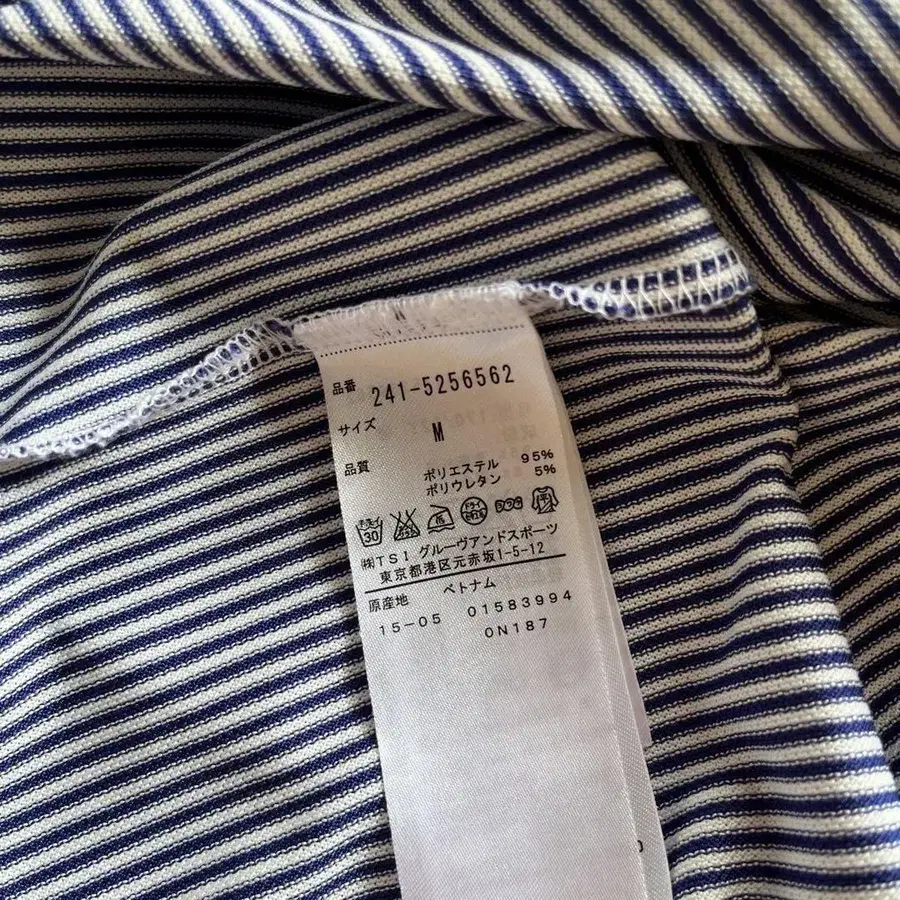 品番 241-5256562
サイズ M
品質 ポリエステル 95%
ポリウレタン 5%
30
㈱TSI グルーヴアンドスポーツ
東京都港区元赤坂1-5-12
原産地 ベトナム
15-05 01583994
0N187